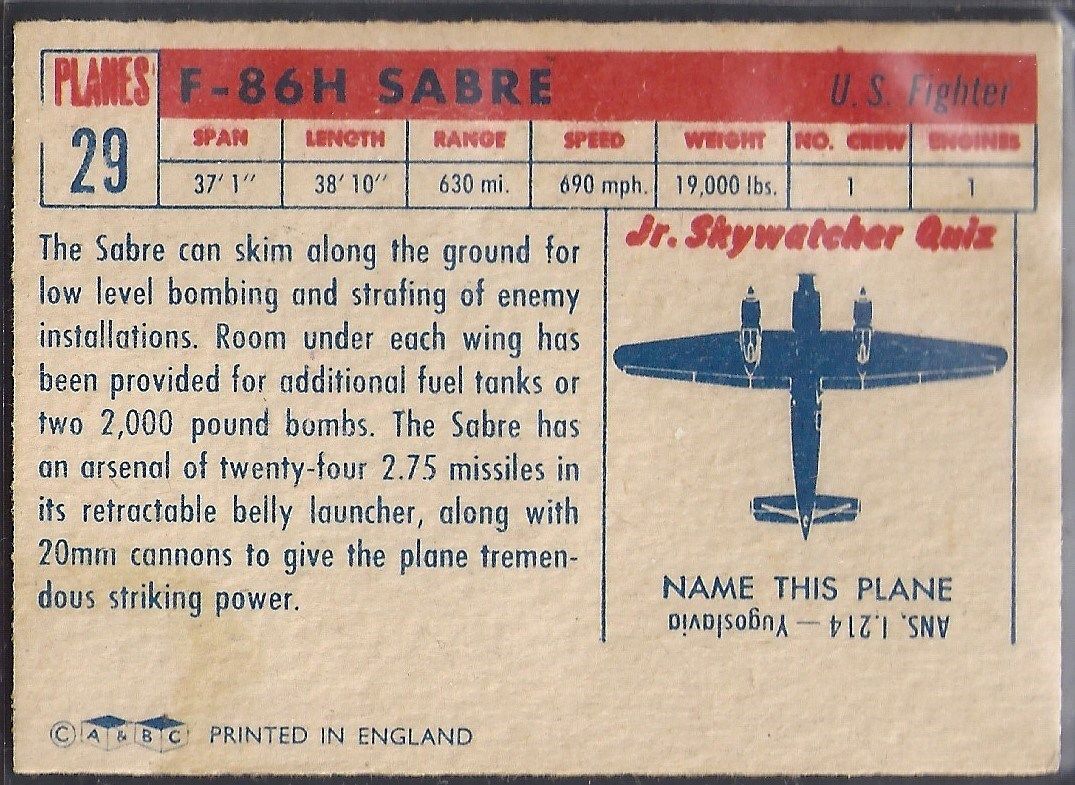 PLANES
29
F-86H SABRE
U. S. Fighter
SPAN LENGTH RANGE SPEED WEIGHT NO. CREW ENGINES
37' 1" 38' 10" 630 mi. 690 mph. 19,000 lbs. 1 1
The Sabre can skim along the ground for
low level bombing and strafing of enemy
installations. Room under each wing has
been provided for additional fuel tanks or
two 2,000 pound bombs. The Sabre has
an arsenal of twenty-four 2.75 missiles in
its retractable belly launcher, along with
20mm cannons to give the plane tremen-
dous striking power.
Jr. Skywatcher Quiz
NAME THIS PLANE
ANS. I.214 — Yugoslavia
© A & B C PRINTED IN ENGLAND